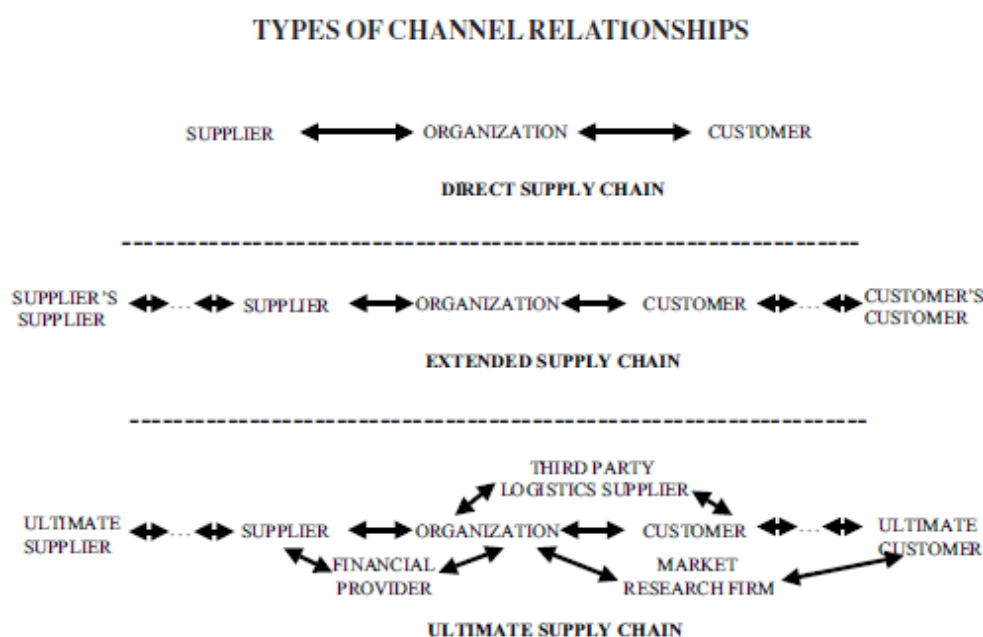 TYPES OF CHANNEL RELATIONSHIPS
SUPPLIER ORGANIZATION CUSTOMER
DIRECT SUPPLY CHAIN
SUPPLIER'S SUPPLIER ... SUPPLIER ORGANIZATION CUSTOMER ... CUSTOMER'S CUSTOMER
EXTENDED SUPPLY CHAIN
THIRD PARTY
LOGISTICS SUPPLIER
ULTIMATE SUPPLIER ... SUPPLIER ORGANIZATION CUSTOMER ... ULTIMATE CUSTOMER
FINANCIAL PROVIDER
MARKET RESEARCH FIRM
ULTIMATE SUPPLY CHAIN